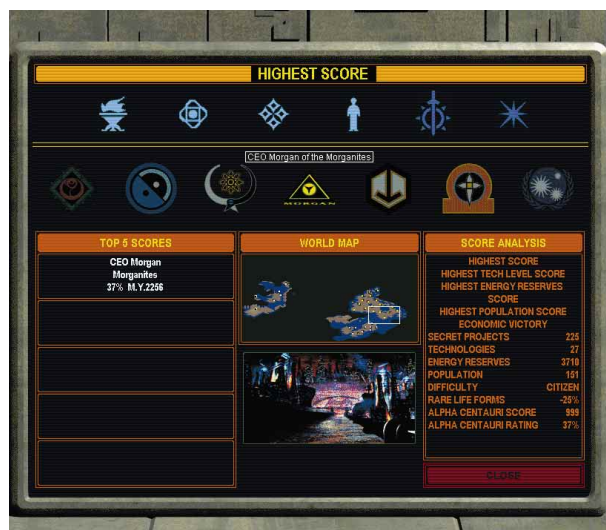 HIGHEST SCORE
CEO Morgan of the Morganites
MORGAN
TOP 5 SCORES
CEO Morgan
Morganites
37% M.Y.2256
WORLD MAP
SCORE ANALYSIS
HIGHEST SCORE
HIGHEST TECH LEVEL SCORE
HIGHEST ENERGY RESERVES
SCORE
HIGHEST POPULATION SCORE
ECONOMIC VICTORY
SECRET PROJECTS 225
TECHNOLOGIES 27
ENERGY RESERVES 3710
POPULATION 151
DIFFICULTY CITIZEN
RARE LIFE FORMS -25%
ALPHA CENTAURI SCORE 999
ALPHA CENTAURI RATING 37%
CLOSE